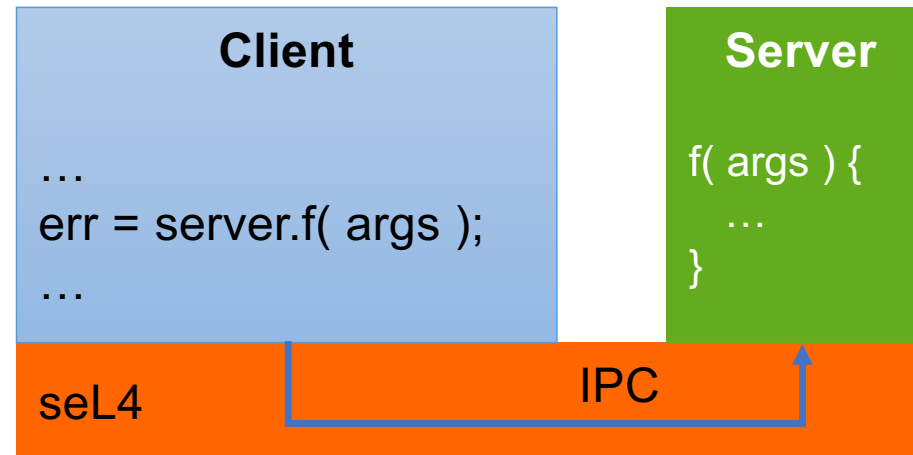 Client
…
err = server.f( args );
…
Server
f( args ) {
…
}
seL4
IPC